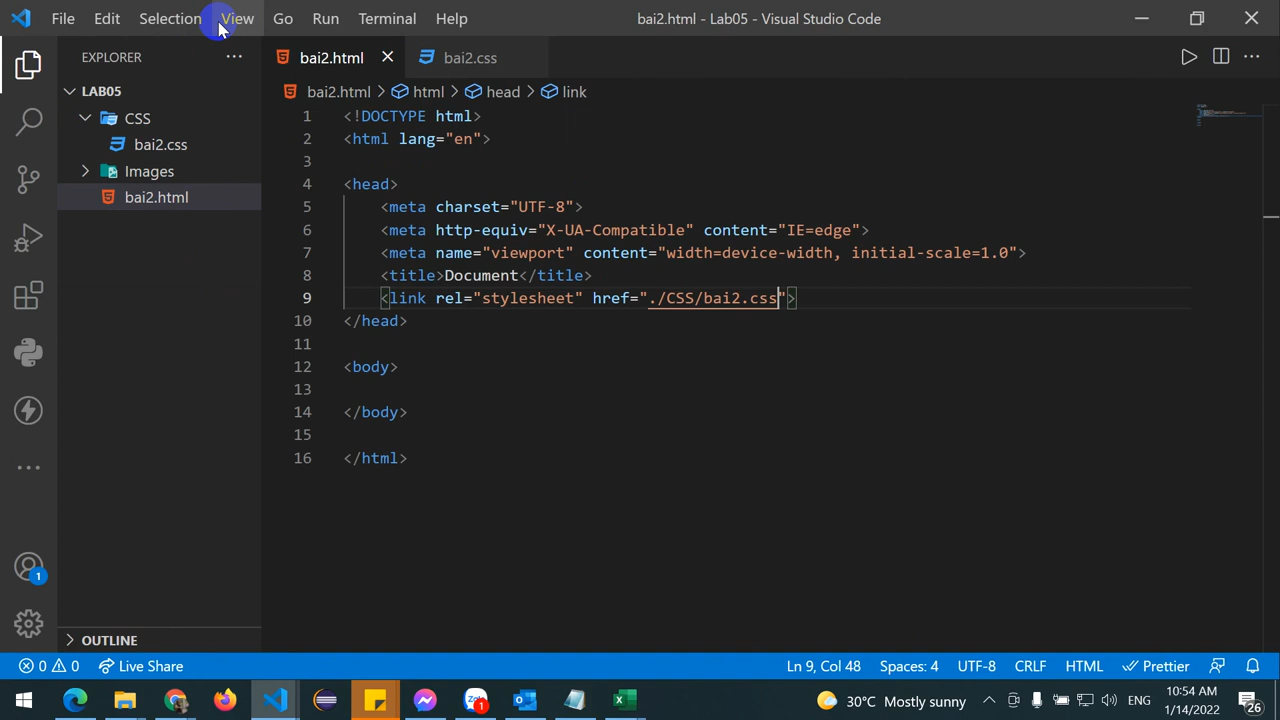 File Edit Selection View Go Run Terminal Help bai2.html - Lab05 - Visual Studio Code
EXPLORER
bai2.html
bai2.css
LAB05
CSS
bai2.css
Images
bai2.html
bai2.html > html > head > link
1 <!DOCTYPE html>
2 <html lang="en">
3
4 <head>
5 <meta charset="UTF-8">
6 <meta http-equiv="X-UA-Compatible" content="IE=edge">
7 <meta name="viewport" content="width=device-width, initial-scale=1.0">
8 <title>Document</title>
9 <link rel="stylesheet" href="./CSS/bai2.css">
10 </head>
11
12 <body>
13
14 </body>
15
16 </html>
1
OUTLINE
0 0 Live Share Ln 9, Col 48 Spaces: 4 UTF-8 CRLF HTML Prettier
1
30°C Mostly sunny ENG
10:54 AM
1/14/2022
26